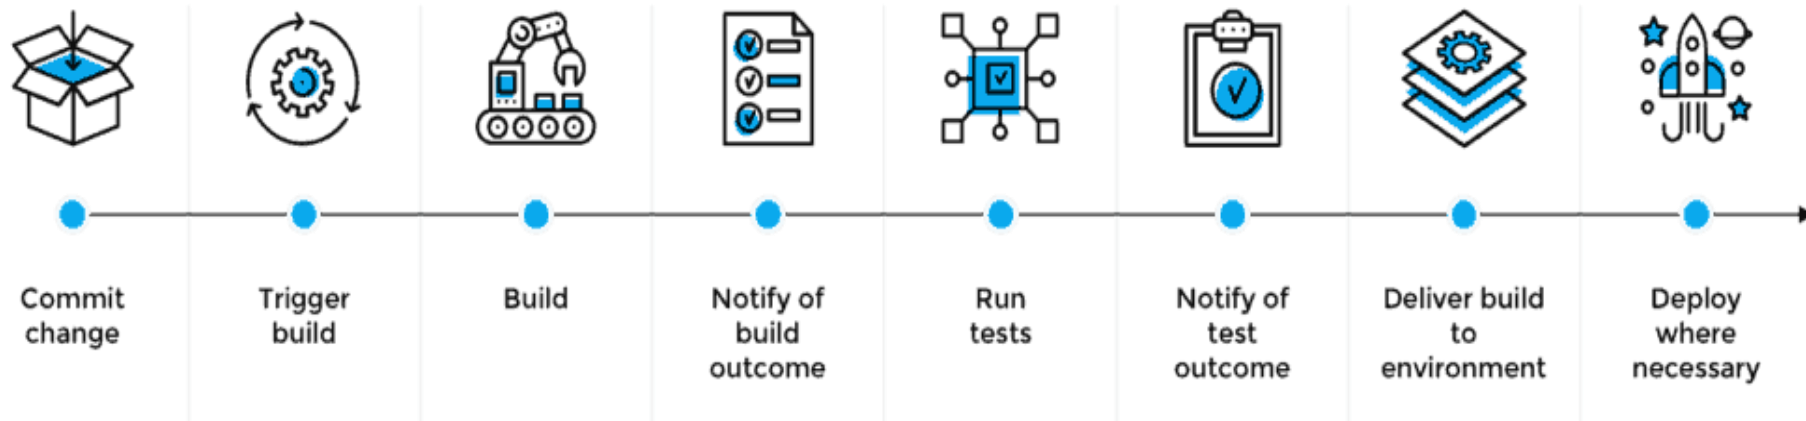 Commit
change
Trigger
build
Build
Notify of
build
outcome
Run
tests
Notify of
test
outcome
Deliver build
to
environment
Deploy
where
necessary